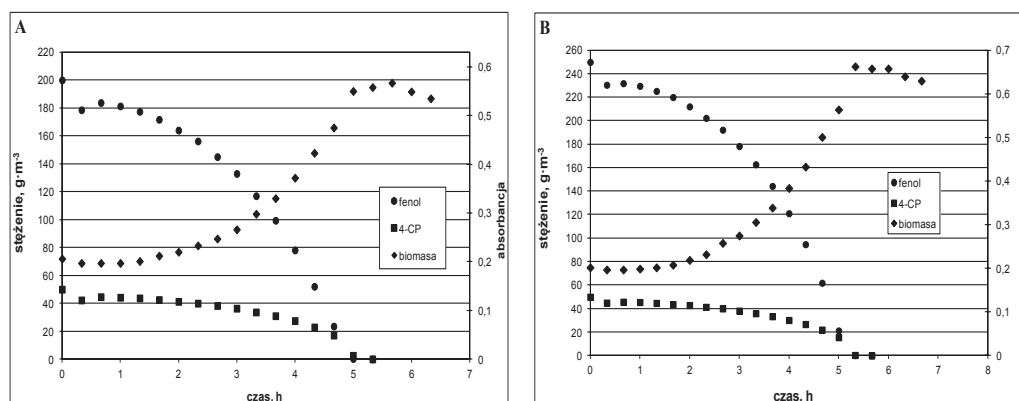 A
220
200
180
160
140
120
100
80
60
40
20
0
0,6
0,5
0,4
0,3
0,2
0,1
0
0 1 2 3 4 5 6 7
stężenie, g·m-3
absorbancja
czas, h
fenol
4-CP
biomasa
B
260
240
220
200
180
160
140
120
100
80
60
40
20
0
0,7
0,6
0,5
0,4
0,3
0,2
0,1
0
0 1 2 3 4 5 6 7 8
stężenie, g·m-3
czas, h
fenol
4-CP
biomasa